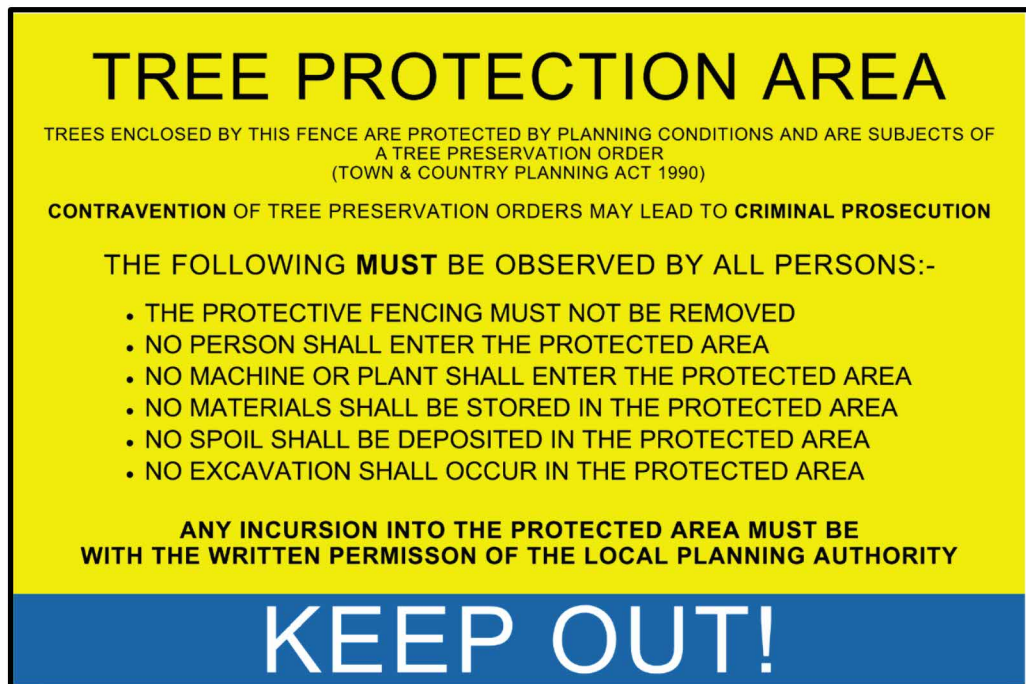 TREE PROTECTION AREA
TREES ENCLOSED BY THIS FENCE ARE PROTECTED BY PLANNING CONDITIONS AND ARE SUBJECTS OF
A TREE PRESERVATION ORDER
(TOWN & COUNTRY PLANNING ACT 1990)
CONTRAVENTION OF TREE PRESERVATION ORDERS MAY LEAD TO CRIMINAL PROSECUTION
THE FOLLOWING MUST BE OBSERVED BY ALL PERSONS:-
• THE PROTECTIVE FENCING MUST NOT BE REMOVED
• NO PERSON SHALL ENTER THE PROTECTED AREA
• NO MACHINE OR PLANT SHALL ENTER THE PROTECTED AREA
• NO MATERIALS SHALL BE STORED IN THE PROTECTED AREA
• NO SPOIL SHALL BE DEPOSITED IN THE PROTECTED AREA
• NO EXCAVATION SHALL OCCUR IN THE PROTECTED AREA
ANY INCURSION INTO THE PROTECTED AREA MUST BE
WITH THE WRITTEN PERMISSON OF THE LOCAL PLANNING AUTHORITY
KEEP OUT!